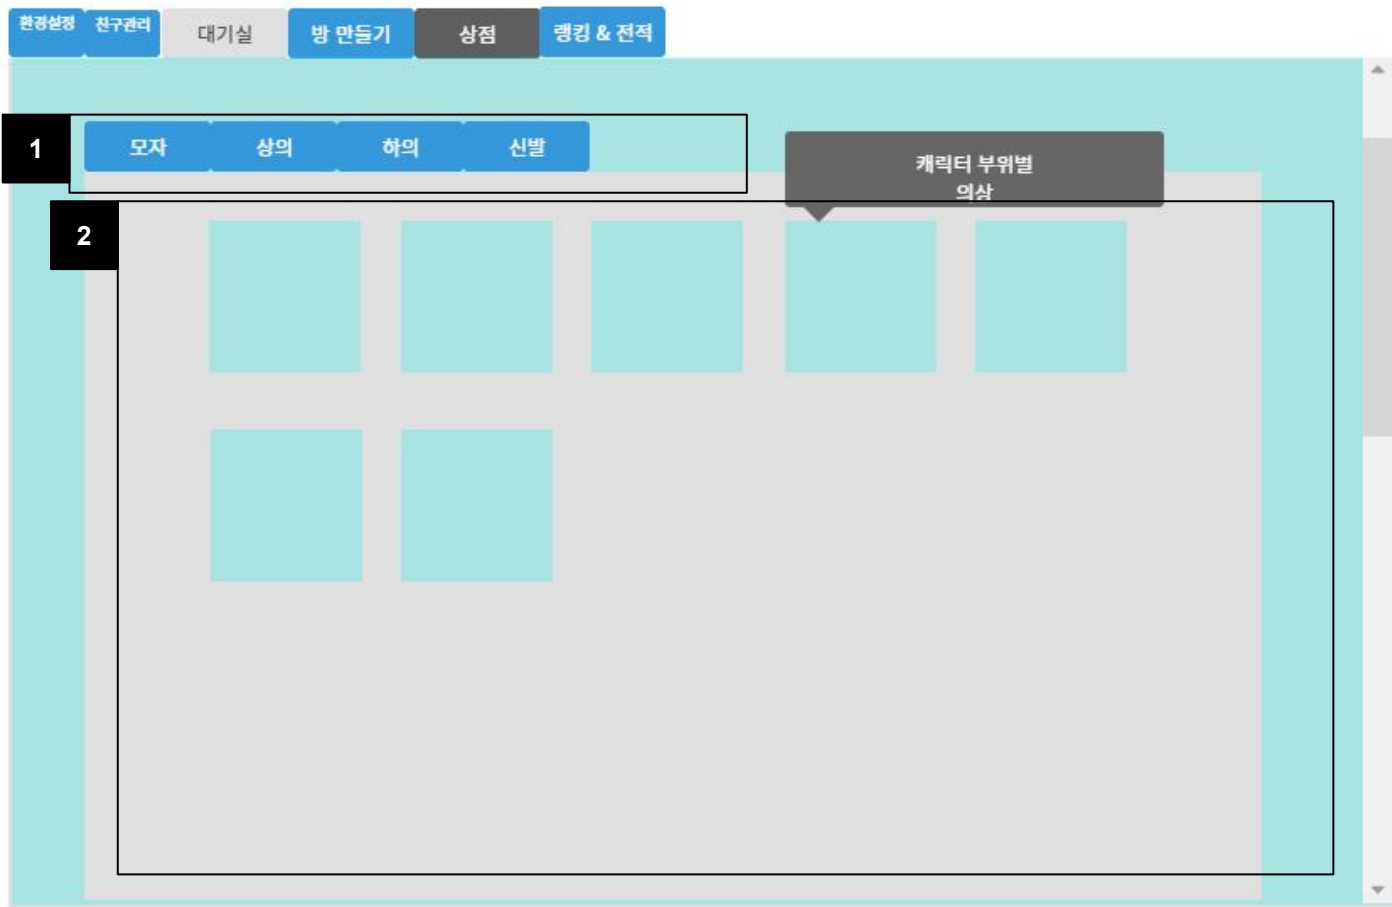 환경설정 친구관리 대기실 방 만들기 상점 랭킹 & 전적
1 모자 상의 하의 신발
캐릭터 부위별
의상
2